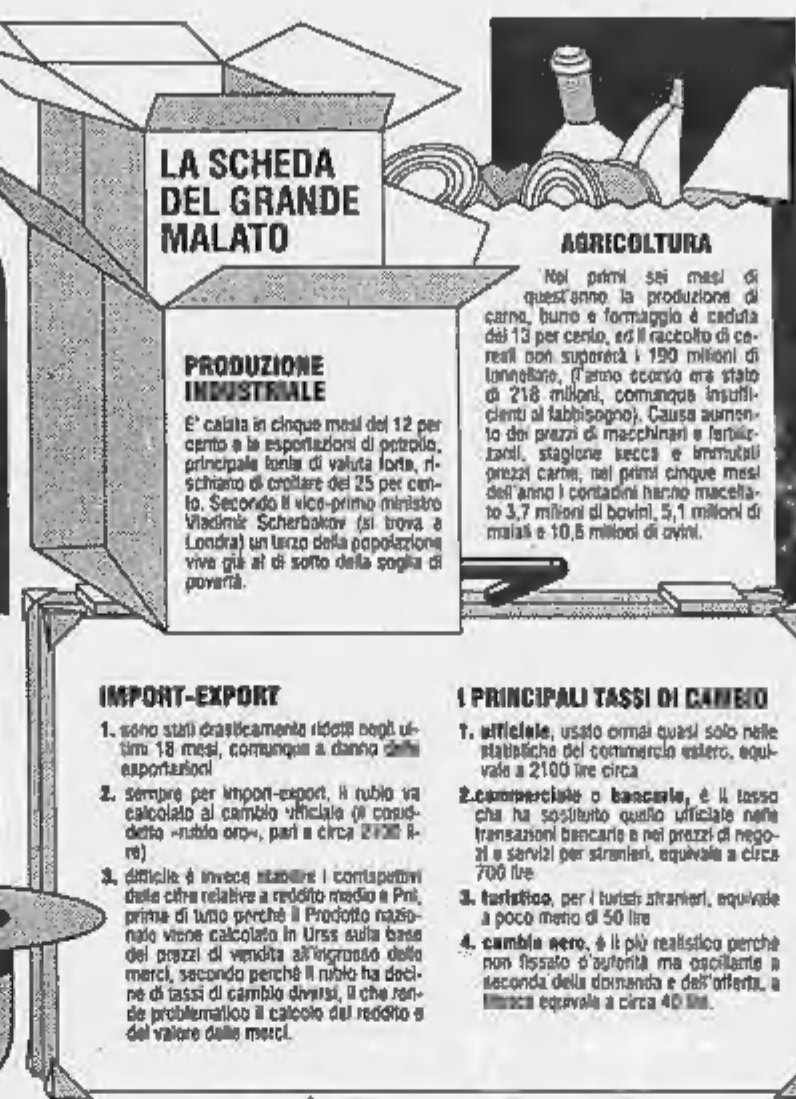 LA SCHEDA
DEL GRANDE
MALATO
PRODUZIONE
INDUSTRIALE
E' calata in cinque mesi del 12 per
cento e le esportazioni di petrolio,
principale fonte di valuta forte, ri-
schiano di crollare del 25 per cen-
to. Secondo il vice-primo ministro
Vladimir Scherbakov (si trova a
Londra) un terzo della popolazione
vive già al di sotto della soglia di
povertà.
AGRICOLTURA
Nei primi sei mesi di
quest'anno la produzione di
carne, burro e formaggio è caduta
del 13 per cento, ed il raccolto di ce-
reali non supererà i 190 milioni di
tonnellate, (l'anno scorso era stato
di 218 milioni, comunque insuffi-
cienti al fabbisogno). Causa aumen-
to dei prezzi di macchinari e fertiliz-
zanti, stagione secca e immutati
prezzi carne, nei primi cinque mesi
dell'anno i contadini hanno macella-
to 3,7 milioni di bovini, 5,1 milioni di
maiali e 10,8 milioni di ovini.
IMPORT-EXPORT
1. sono stati drasticamente ridotti negli ul-
timi 18 mesi, comunque a danno delle
esportazioni
2. sempre per import-export, il rublo va
calcolato al cambio ufficiale (il cosid-
detto «rublo oro», pari a circa 2100 li-
re)
3. difficile è invece stabilire i contrapettivi
delle cifre relative a reddito medio e Pnl,
prima di tutto perché il Prodotto nazio-
nale viene calcolato in Urss sulla base
dei prezzi di vendita all'ingrosso delle
merci, secondo perché il rublo ha deci-
ne di tassi di cambio diversi, il che ren-
de problematico il calcolo del reddito e
del valore delle merci.
I PRINCIPALI TASSI DI CAMBIO
1. ufficiale, usato ormai quasi solo nelle
statistiche del commercio estero, equi-
vale a 2100 lire circa
2. commerciale o bancario, è il tasso
che ha sostituito quello ufficiale nelle
transazioni bancarie e nei prezzi di nego-
zi e servizi per stranieri, equivale a circa
700 lire
3. turistico, per i turisti stranieri, equivale
a poco meno di 50 lire
4. cambio nero, è il più realistico perché
non fissato d'autorità ma oscillante a
seconda della domanda e dell'offerta, a
equivale a circa 40 lire.